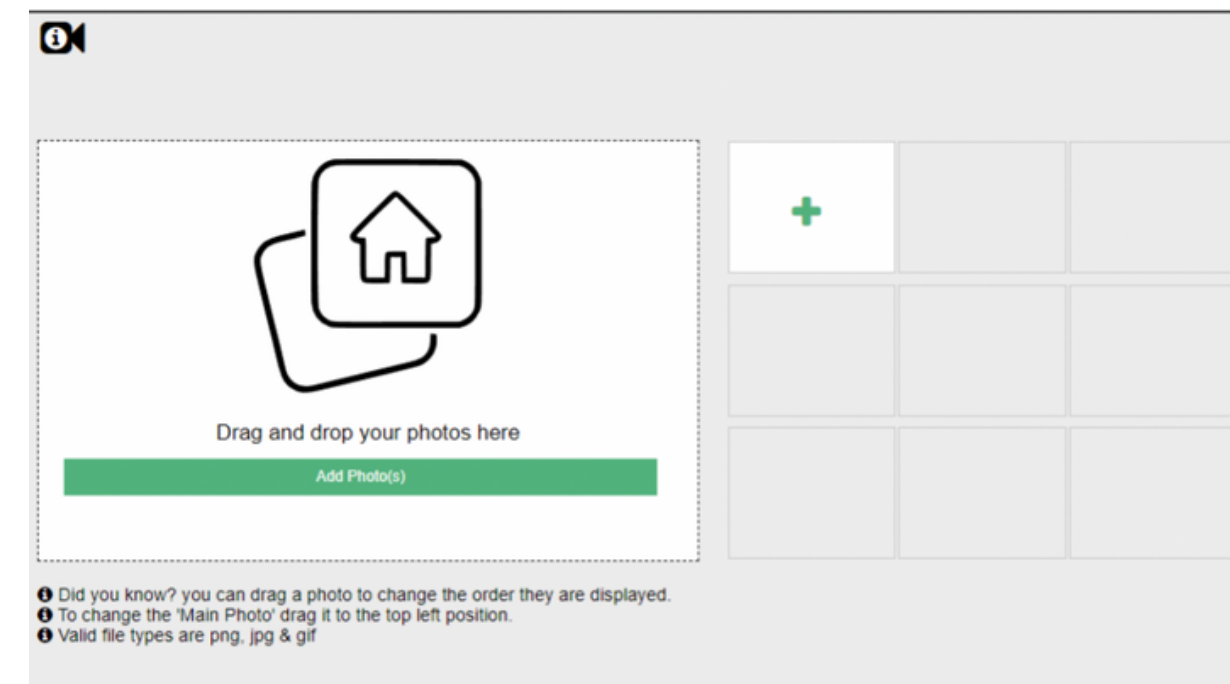 Drag and drop your photos here
Add Photo(s)
Did you know? you can drag a photo to change the order they are displayed.
To change the 'Main Photo' drag it to the top left position.
Valid file types are png, jpg & gif